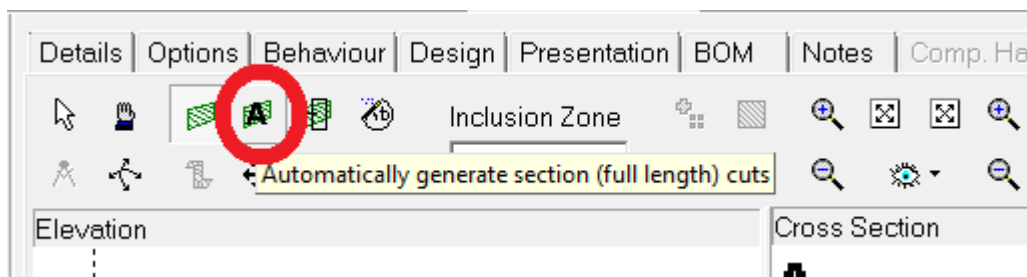 Details Options Behaviour Design Presentation BOM Notes Comp. Ha
A Inclusion Zone
Automatically generate section (full length) cuts
Elevation Cross Section